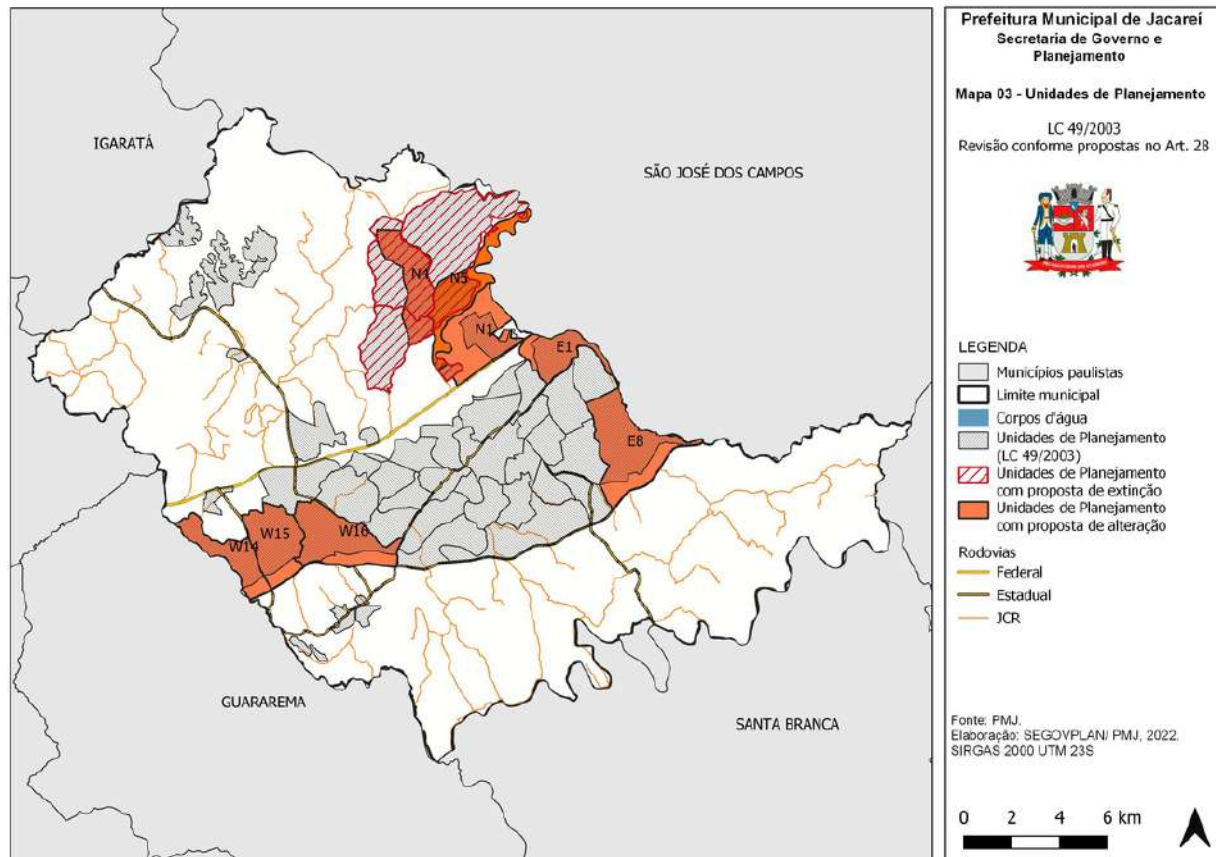 IGARATÁ
SÃO JOSÉ DOS CAMPOS
N1
N5
N1
E1
E8
W14
W15
W16
GUARAREMA
SANTA BRANCA
Prefeitura Municipal de Jacareí
Secretaria de Governo e
Planejamento
Mapa 03 - Unidades de Planejamento
LC 49/2003
Revisão conforme propostas no Art. 28
LEGENDA
Municípios paulistas
Limite municipal
Corpos d'água
Unidades de Planejamento
(LC 49/2003)
Unidades de Planejamento
com proposta de extinção
Unidades de Planejamento
com proposta de alteração
Rodovias
Federal
Estadual
JCR
Fonte: PMJ.
Elaboração: SEGOVPLAN/ PMJ, 2022.
SIRGAS 2000 UTM 23S
0 2 4 6 km